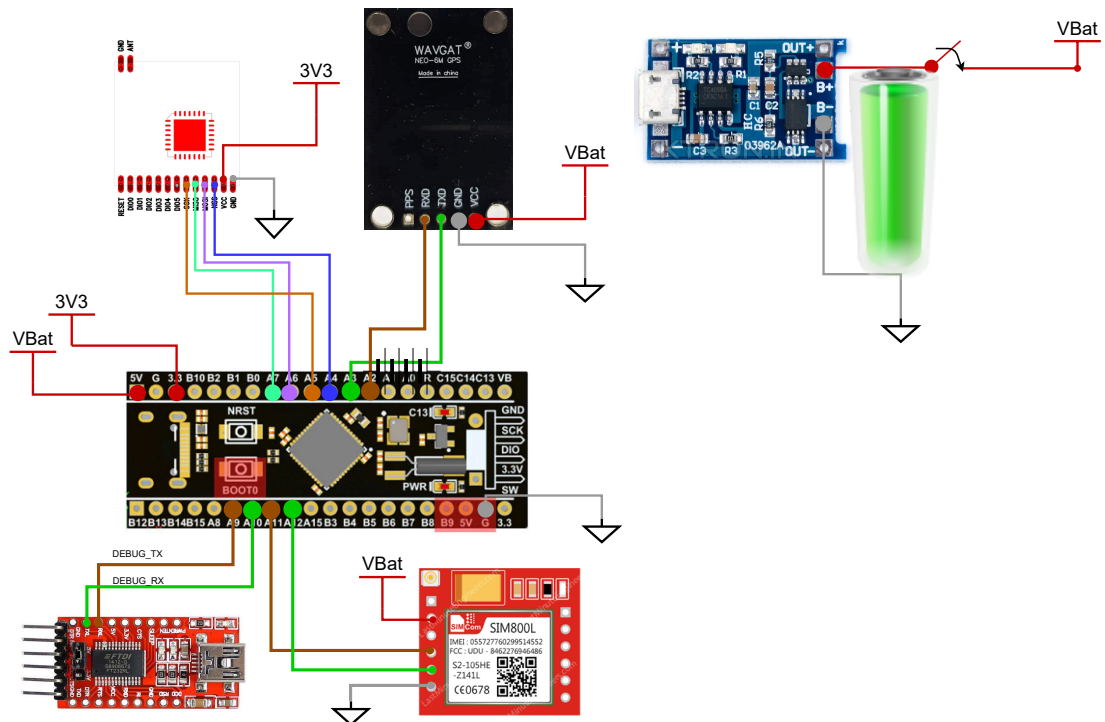 GND
ANT
3V3
RESET
DIO0
DIO1
DIO2
DIO3
DIO4
DIO5
VCC
GND
WAVGAT®
NEO-6M GPS
Made in china
PPS
RXD
TXD
GND
VCC
VBat
OUT+
B+
B-
OUT-
R5
R2
R1
C1
C2
HC
R6
C3
R3
03962A
VBat
3V3
VBat
5V G 3.3 B10 B2 B1 B0 A7 A6 A5 A4 A3 A2 A A0 R C15 C14 C13 VB
NRST
C13
GND
SCK
DIO
3.3V
SW
BOOT0
PWR
B12 B13 B14 B15 A8 A9 A10 A11 A12 A15 B3 B4 B5 B6 B7 B8 B9 5V G 3.3
DEBUG_TX
DEBUG_RX
VBat
FTDI
SIM Com
SIM800L
IMEI : 055727760299514552
FCC : UDU - 8462276946486
S2-105HE
-Z141L
CE0678